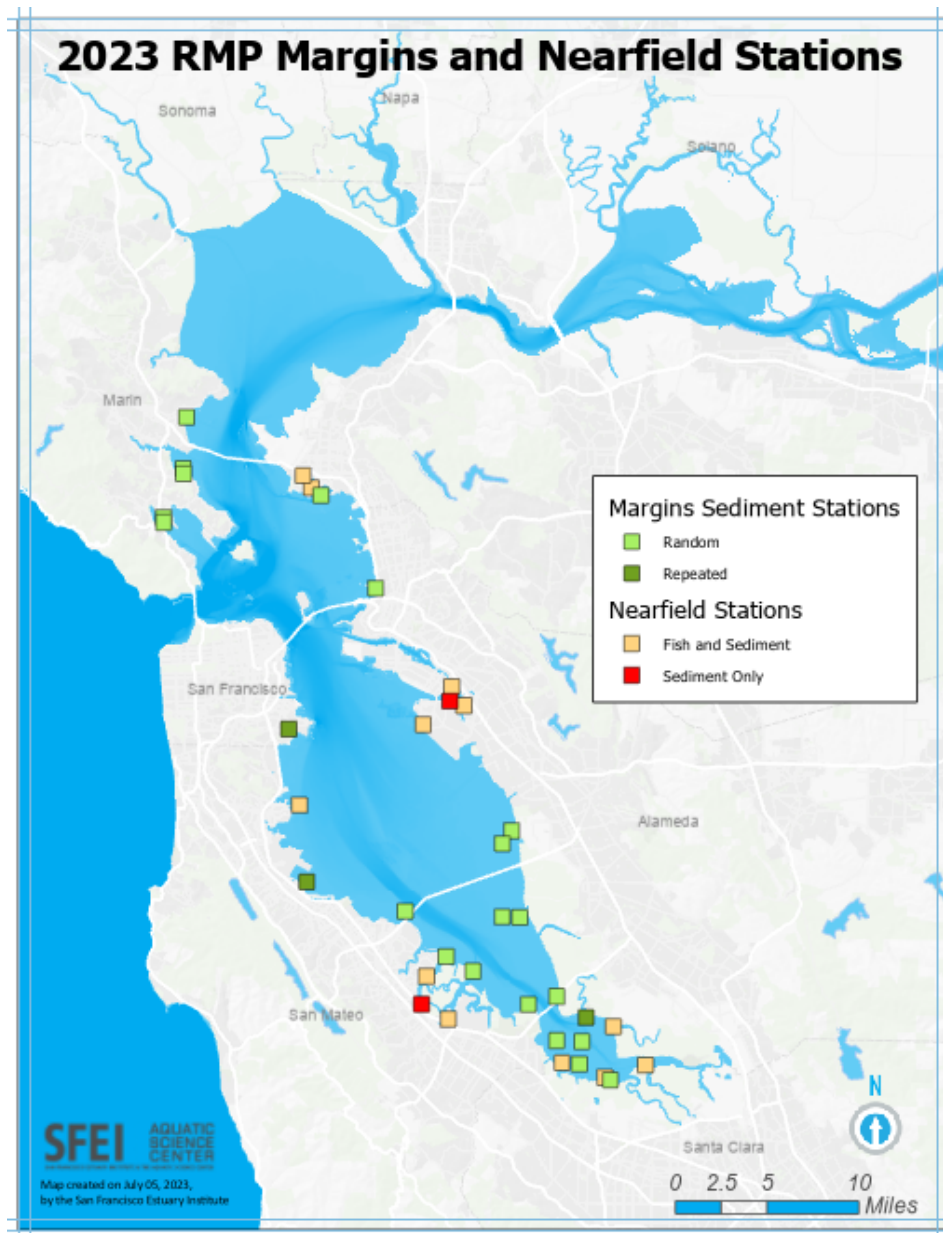 2023 RMP Margins and Nearfield Stations
Napa
Sonoma
Solano
Marin
Margins Sediment Stations
Random
Repeated
Nearfield Stations
Fish and Sediment
Sediment Only
San Francisco
Alameda
San Mateo
N
SFEI
AQUATIC
SCIENCE
CENTER
Santa Clara
Map created on July 05, 2023,
by the San Francisco Estuary Institute
0 2.5 5 10
Miles